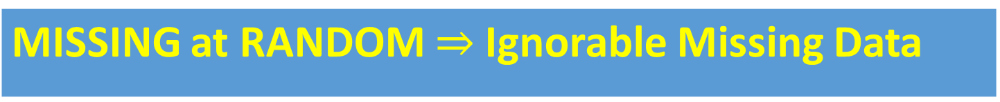 MISSING at RANDOM ⇒ Ignorable Missing Data